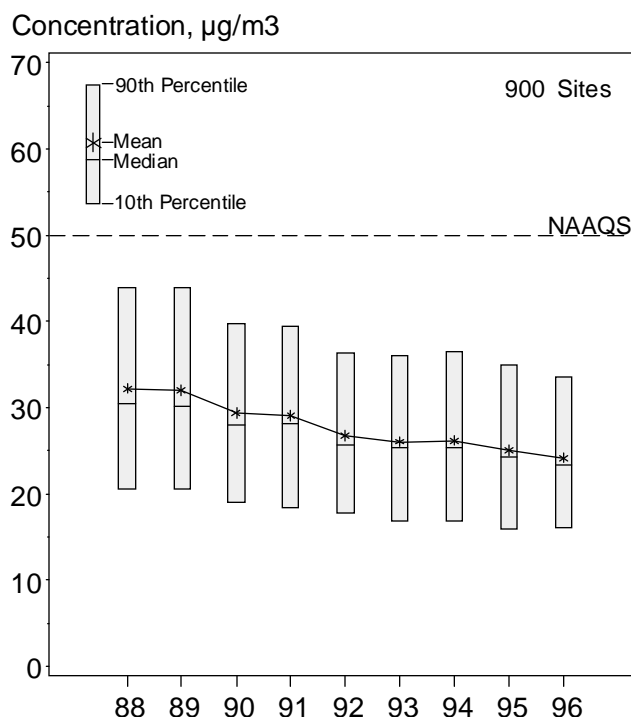 Concentration, µg/m3
70
90th Percentile
900 Sites
60
Mean
Median
10th Percentile
NAAQS
50
40
30
20
10
0
88 89 90 91 92 93 94 95 96